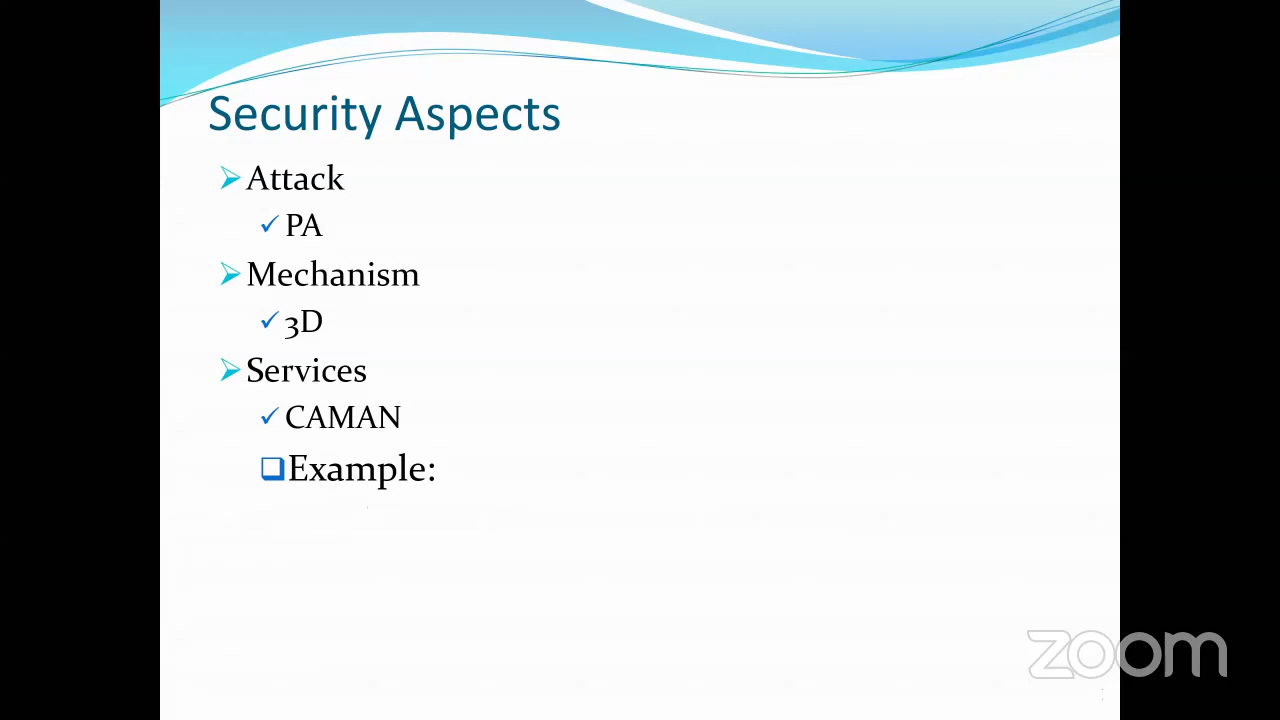 Security Aspects
Attack
PA
Mechanism
3D
Services
CAMAN
Example:
zoom